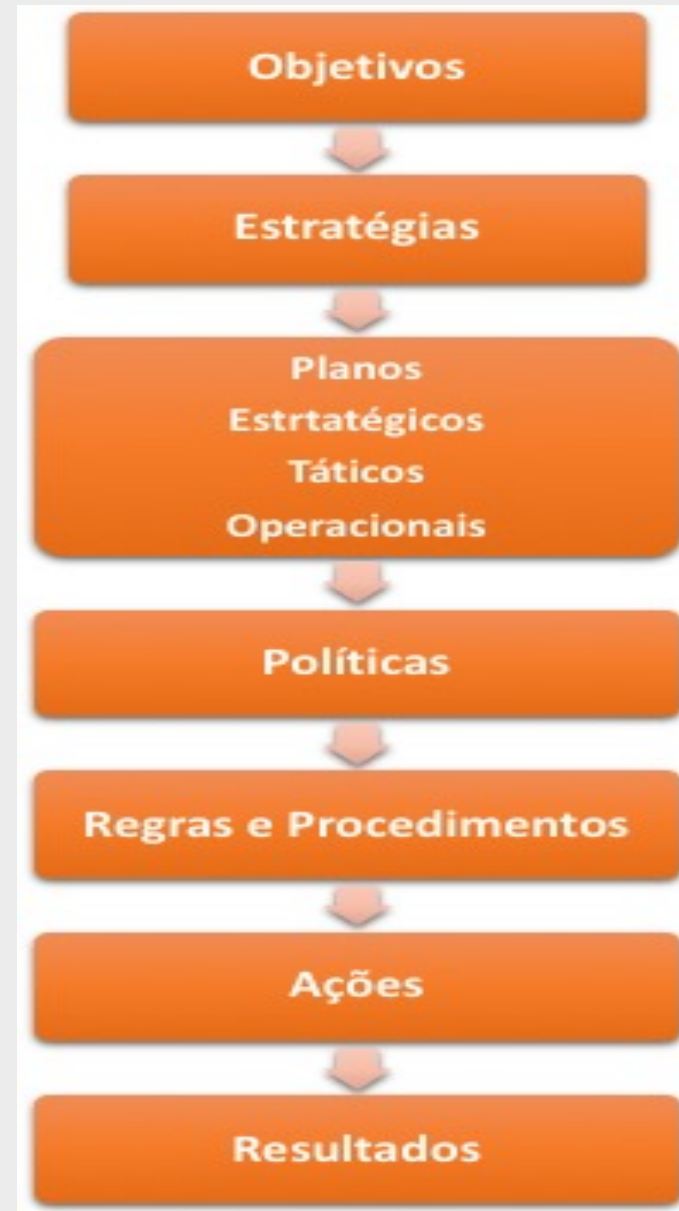 Objetivos
Estratégias
Planos
Estrtatégicos
Táticos
Operacionais
Políticas
Regras e Procedimentos
Ações
Resultados